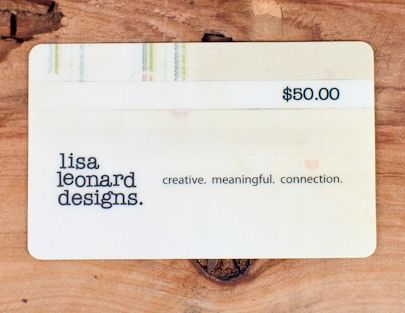 $50.00
lisa
leonard
designs.
creative. meaningful. connection.